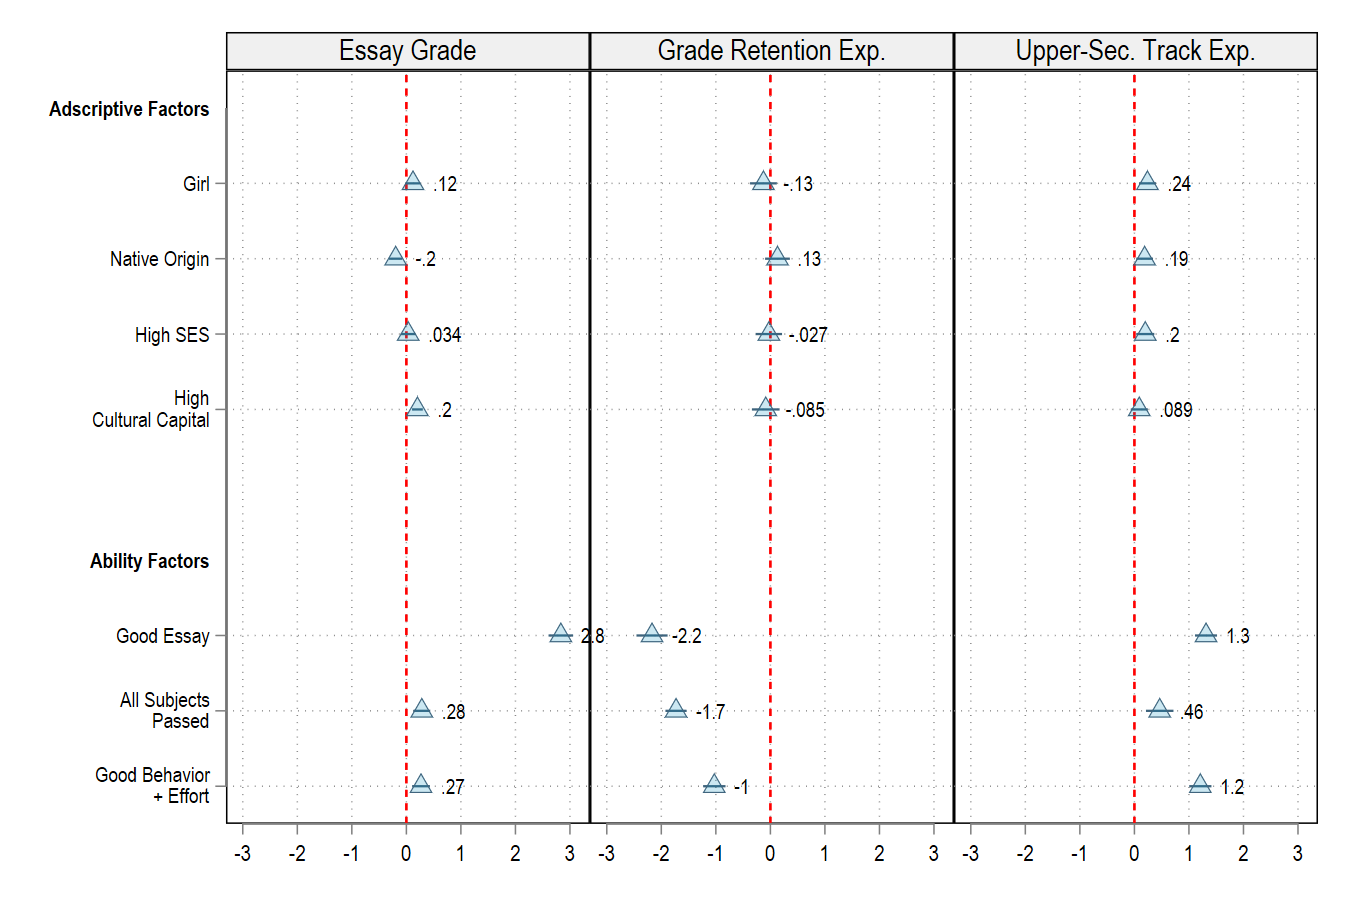 Essay Grade Grade Retention Exp. Upper-Sec. Track Exp.
Adscriptive Factors
Girl .12 -.13 .24
Native Origin -.2 .13 .19
High SES .034 -.027 .2
High
Cultural Capital .2 -.085 .089
Ability Factors
Good Essay 2.8 -2.2 1.3
All Subjects
Passed .28 -1.7 .46
Good Behavior
+ Effort .27 -1 1.2
-3 -2 -1 0 1 2 3 -3 -2 -1 0 1 2 3 -3 -2 -1 0 1 2 3